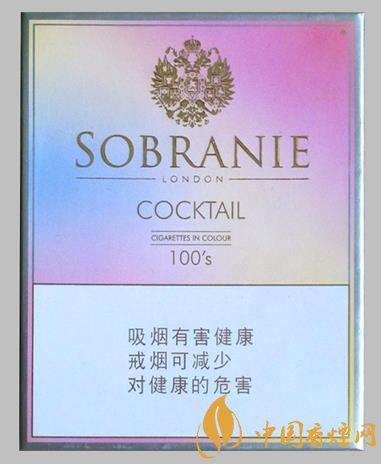 SOBRANIE
LONDON
COCKTAIL
CIGARETTES IN COLOUR
100's
吸烟有害健康
戒烟可减少
对健康的危害
中国香烟网